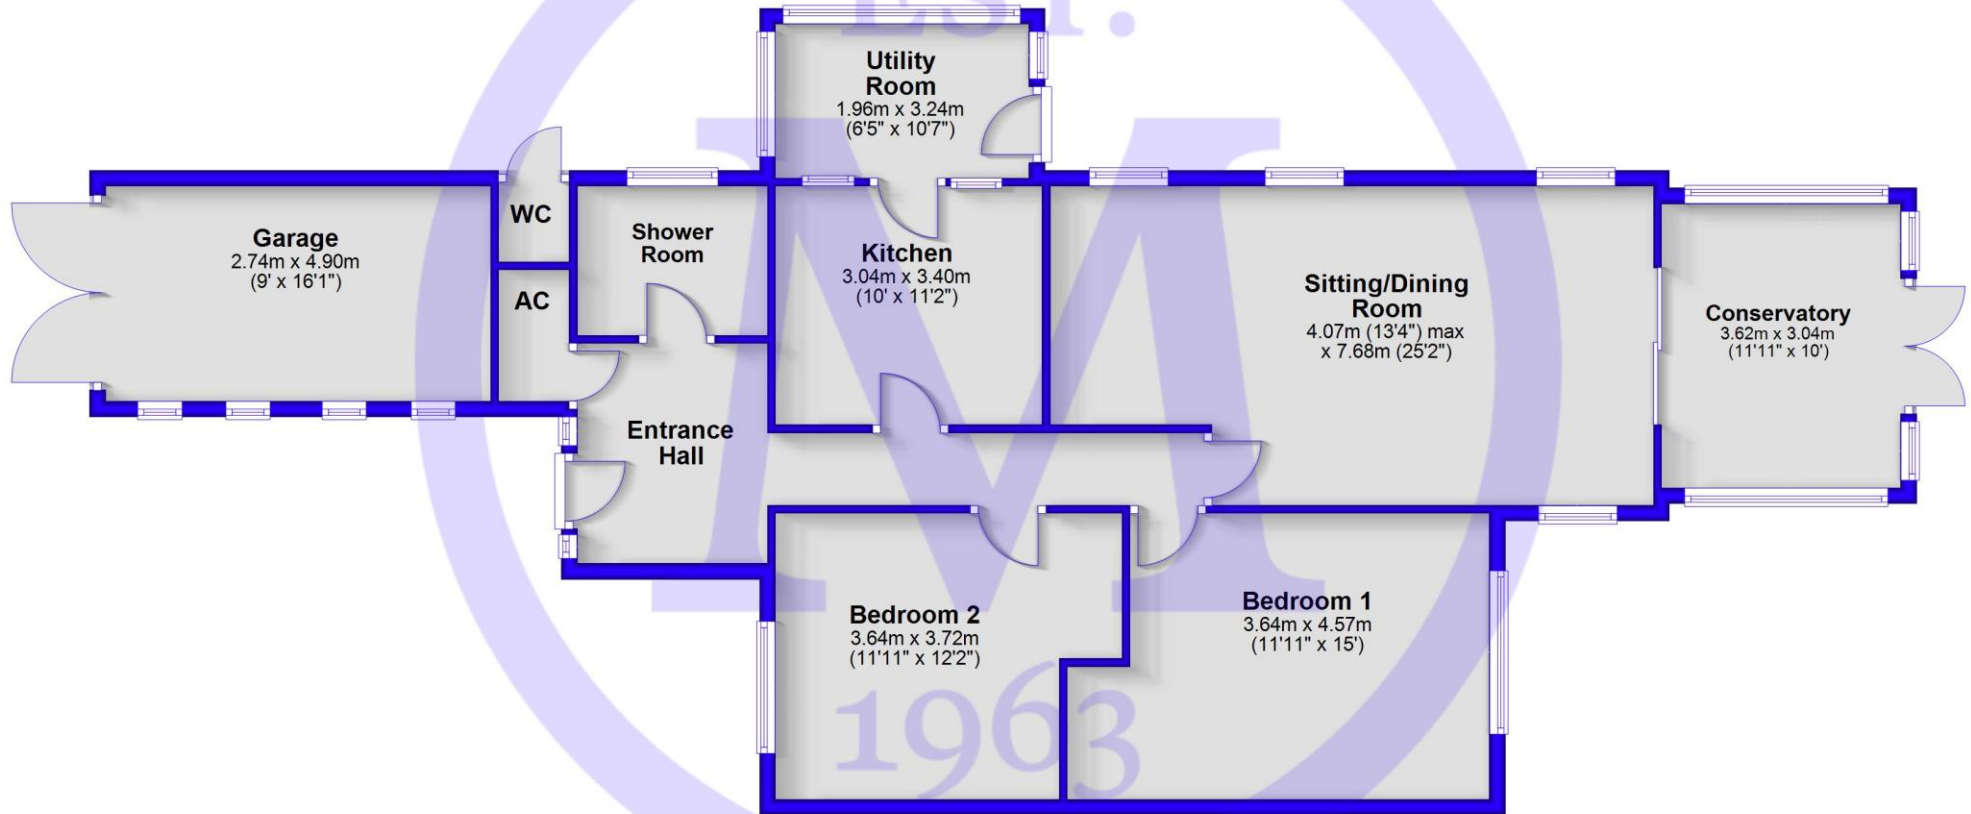 EST.
Utility
Room
1.96m x 3.24m
(6'5" x 10'7")
Garage
2.74m x 4.90m
(9' x 16'1")
WC
AC
Shower
Room
Kitchen
3.04m x 3.40m
(10' x 11'2")
Sitting/Dining
Room
4.07m (13'4") max
x 7.68m (25'2")
Conservatory
3.62m x 3.04m
(11'11" x 10')
Entrance
Hall
Bedroom 2
3.64m x 3.72m
(11'11" x 12'2")
Bedroom 1
3.64m x 4.57m
(11'11" x 15')
M
1963